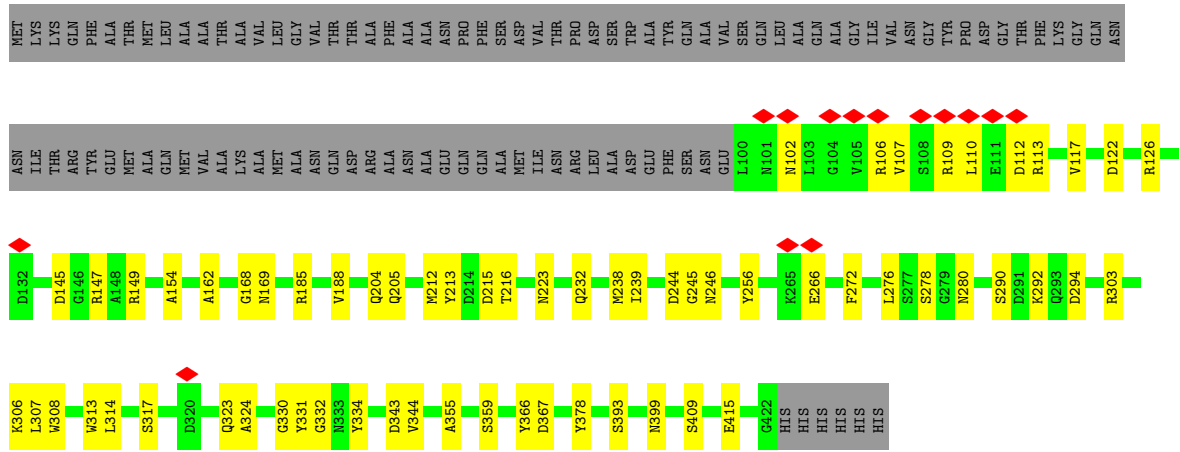 MET LYS LYS GLN PHE ALA THR MET LEU ALA ALA THR ALA VAL LEU GLY VAL THR THR ALA PHE ALA ALA ASN PRO PHE SER ASP VAL THR PRO ASP SER TRP ALA TYR GLN ALA VAL SER GLN LEU ALA GLN ALA GLY ILE VAL ASN GLY TYR PRO ASP GLY THR PHE LYS GLY GLN ASN
ASN ILE THR ARG TYR GLU MET ALA GLN MET VAL ALA LYS ALA MET ALA ASN GLN ASP ARG ALA ASN ALA GLU GLN GLN ALA MET ILE ASN ARG LEU ALA ASP GLU PHE SER ASN GLU L100 N101 N102 L103 G104 V105 R106 V107 S108 R109 L110 E111 D112 R113 V117 D122 R126
D132 D145 G146 R147 A148 R149 A154 A162 G168 N169 R185 V188 Q204 Q205 M212 Y213 D214 D215 T216 N223 Q232 M238 I239 D244 G245 N246 Y256 K265 E266 F272 L276 S277 S278 G279 N280 S290 D291 K292 Q293 D294 R303
K306 L307 W308 W313 L314 S317 D320 Q323 A324 G330 Y331 G332 N333 Y334 D343 V344 A355 S359 Y366 D367 Y378 S393 N399 S409 E415 G422 HIS HIS HIS HIS HIS HIS